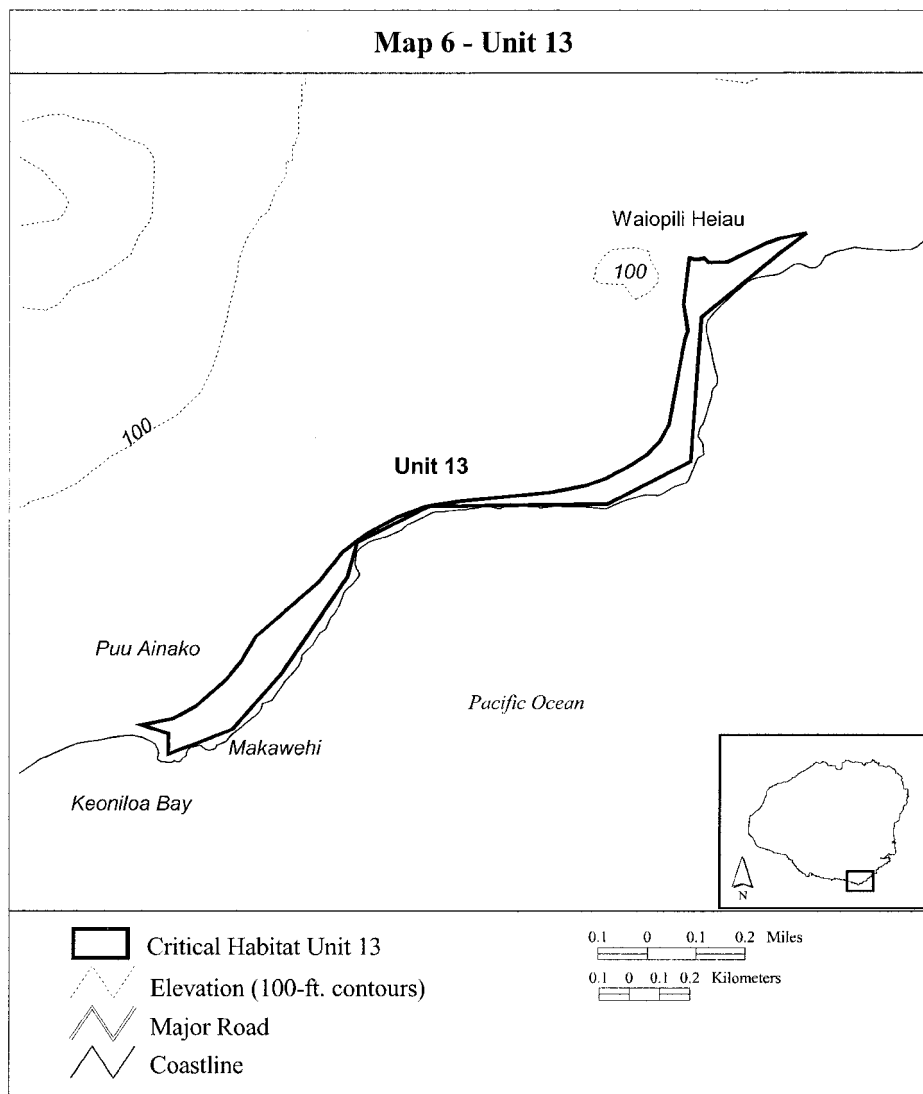 Map 6 - Unit 13
Waiopili Heiau
100
100
Unit 13
Puu Ainako
Pacific Ocean
Makawehi
Keoniloa Bay
N
Critical Habitat Unit 13
Elevation (100-ft. contours)
Major Road
Coastline
0.1 0 0.1 0.2 Miles
0.1 0 0.1 0.2 Kilometers